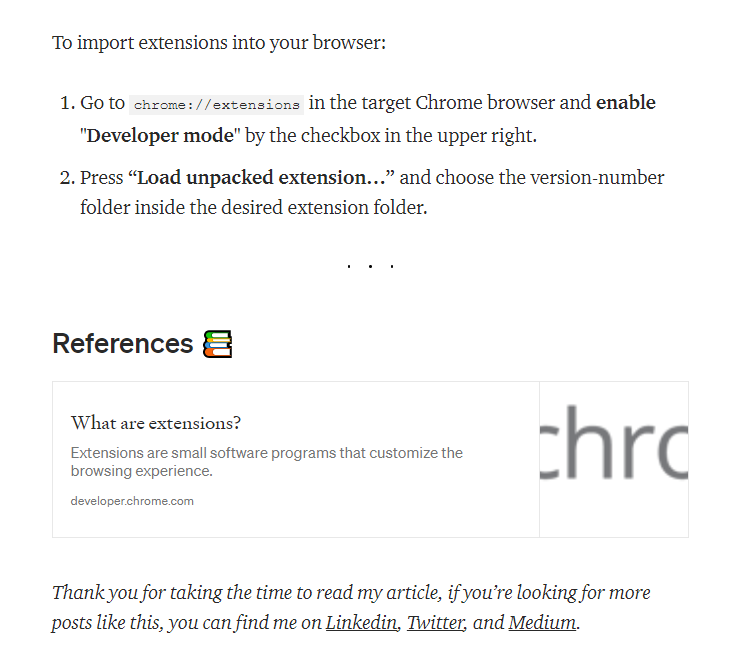 To import extensions into your browser:
1. Go to chrome://extensions in the target Chrome browser and enable
"Developer mode" by the checkbox in the upper right.
2. Press “Load unpacked extension…” and choose the version-number
folder inside the desired extension folder.
. . .
References 📚
What are extensions?
Extensions are small software programs that customize the
browsing experience.
developer.chrome.com
chro
Thank you for taking the time to read my article, if you’re looking for more
posts like this, you can find me on Linkedin, Twitter, and Medium.